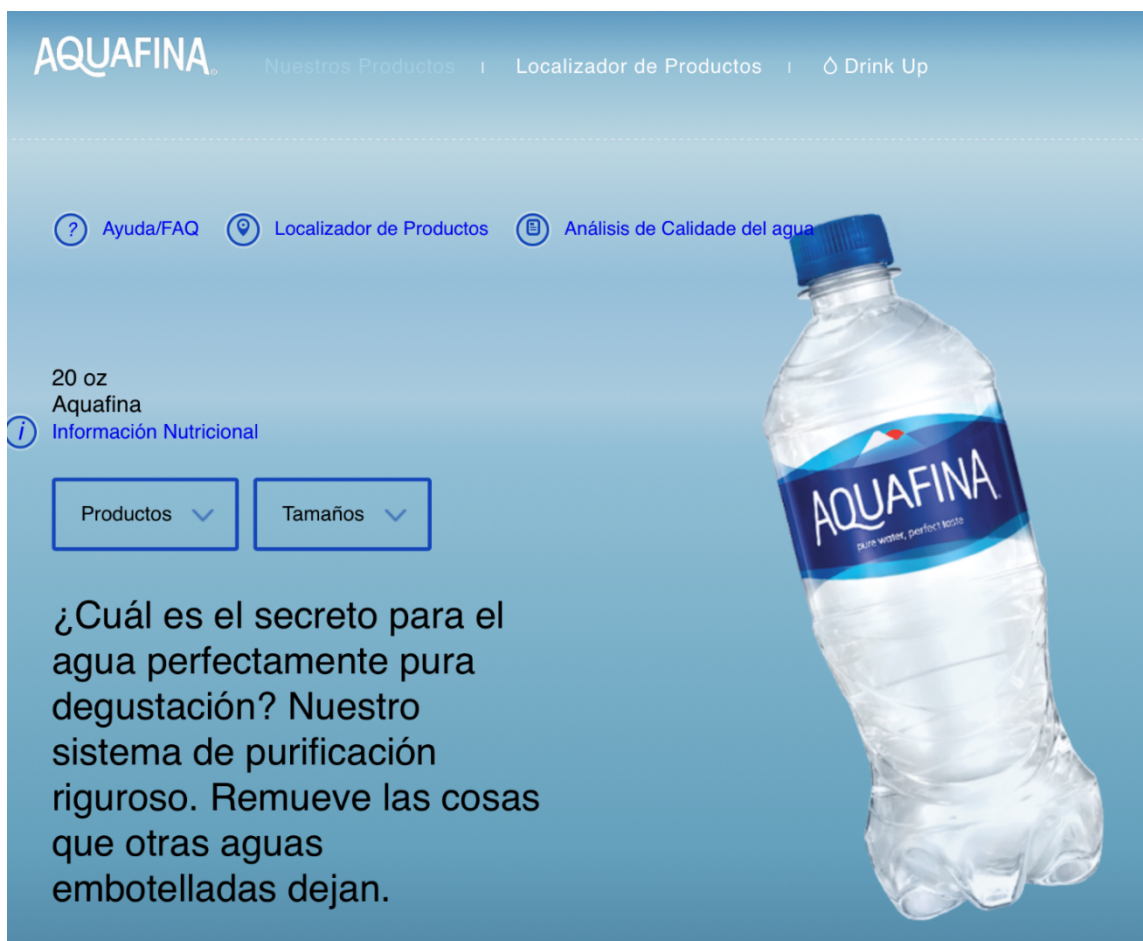 AQUAFINA
Nuestros Productos | Localizador de Productos | Drink Up
? Ayuda/FAQ Localizador de Productos Análisis de Calidade del agua
20 oz
Aquafina
i Información Nutricional
Productos Tamaños
¿Cuál es el secreto para el
agua perfectamente pura
degustación? Nuestro
sistema de purificación
riguroso. Remueve las cosas
que otras aguas
embotelladas dejan.
AQUAFINA
pure water, perfect taste